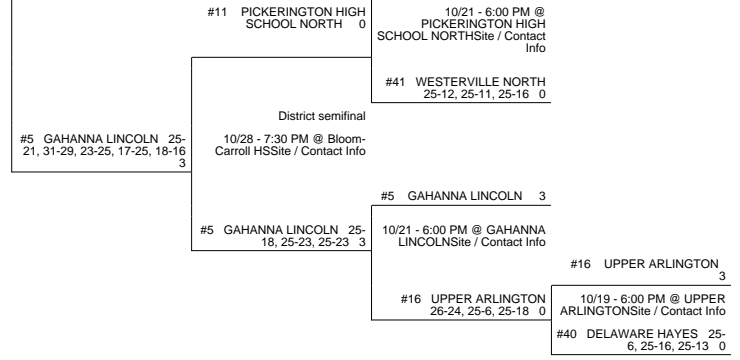 #11 PICKERINGTON HIGH
SCHOOL NORTH 0
10/21 - 6:00 PM @
PICKERINGTON HIGH
SCHOOL NORTHSite / Contact
Info
#41 WESTERVILLE NORTH
25-12, 25-11, 25-16 0
District semifinal
10/28 - 7:30 PM @ Bloom-
Carroll HSSite / Contact Info
#5 GAHANNA LINCOLN 25-
21, 31-29, 23-25, 17-25, 18-16
3
#5 GAHANNA LINCOLN 3
#5 GAHANNA LINCOLN 25-
18, 25-23, 25-23 3
10/21 - 6:00 PM @ GAHANNA
LINCOLNSite / Contact Info
#16 UPPER ARLINGTON
3
#16 UPPER ARLINGTON
26-24, 25-6, 25-18 0
10/19 - 6:00 PM @ UPPER
ARLINGTONSite / Contact Info
#40 DELAWARE HAYES 25-
6, 25-16, 25-13 0